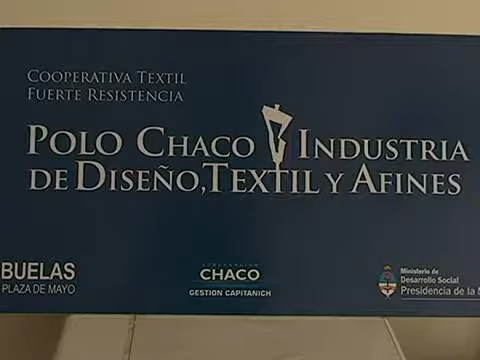 COOPERATIVA TEXTIL
FUERTE RESISTENCIA
POLO CHACO INDUSTRIA
DE DISEÑO, TEXTIL Y AFINES
BUELAS
PLAZA DE MAYO
CHACO
GESTION CAPITANICH
Ministerio de
Desarrollo Social
Presidencia de la N